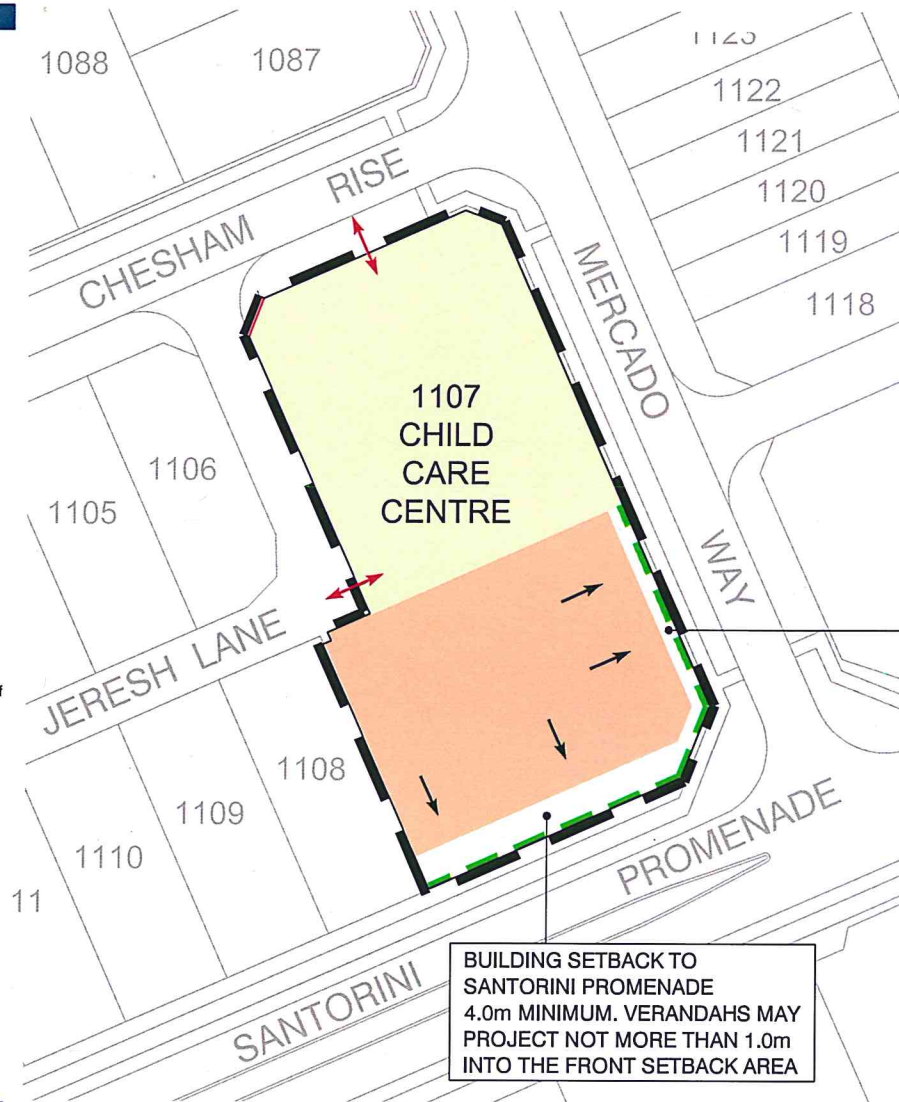 1088
1087
1123
1122
1121
1120
1119
1118
CHESHAM RISE
MERCADO WAY
1107
CHILD
CARE
CENTRE
1106
1105
JERESH LANE
f
1108
1109
1110
11
SANTORINI PROMENADE
BUILDING SETBACK TO
SANTORINI PROMENADE
4.0m MINIMUM. VERANDAHS MAY
PROJECT NOT MORE THAN 1.0m
INTO THE FRONT SETBACK AREA